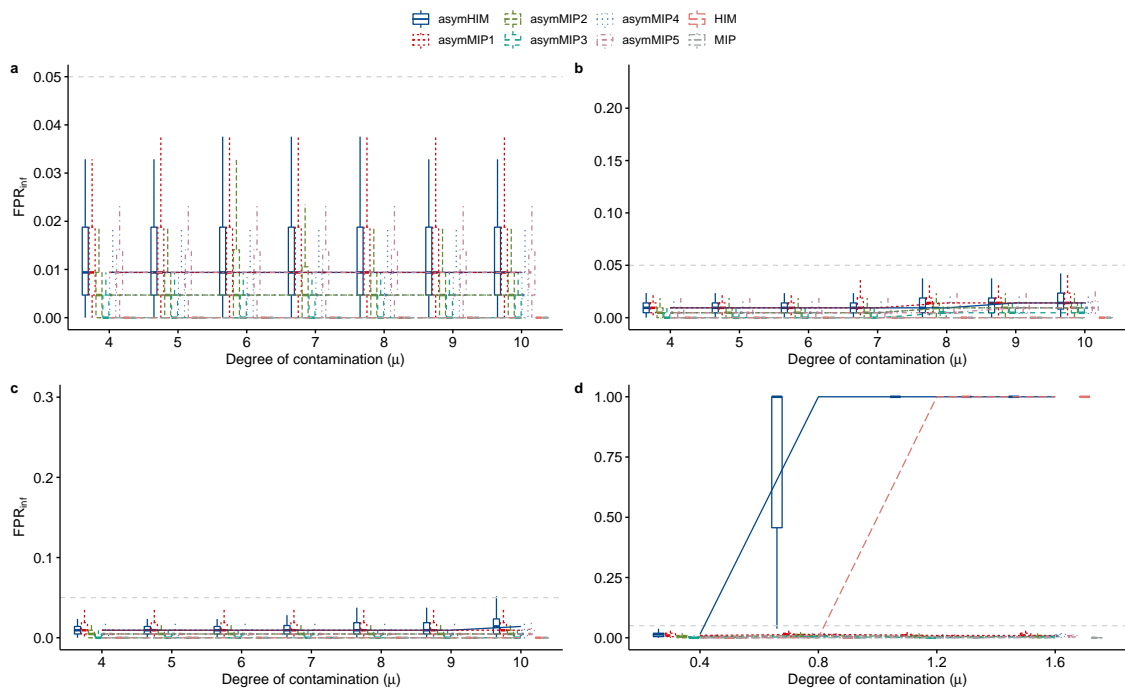 asymHIM asymMIP2 asymMIP4 HIM
asymMIP1 asymMIP3 asymMIP5 MIP
a
0.05
0.04
0.03
0.02
0.01
0.00
FPRinf
4 5 6 7 8 9 10
Degree of contamination (μ)
b
0.20
0.15
0.10
0.05
0.00
4 5 6 7 8 9 10
Degree of contamination (μ)
c
0.3
0.2
0.1
0.0
FPRinf
4 5 6 7 8 9 10
Degree of contamination (μ)
d
1.00
0.75
0.50
0.25
0.00
0.4 0.8 1.2 1.6
Degree of contamination (μ)